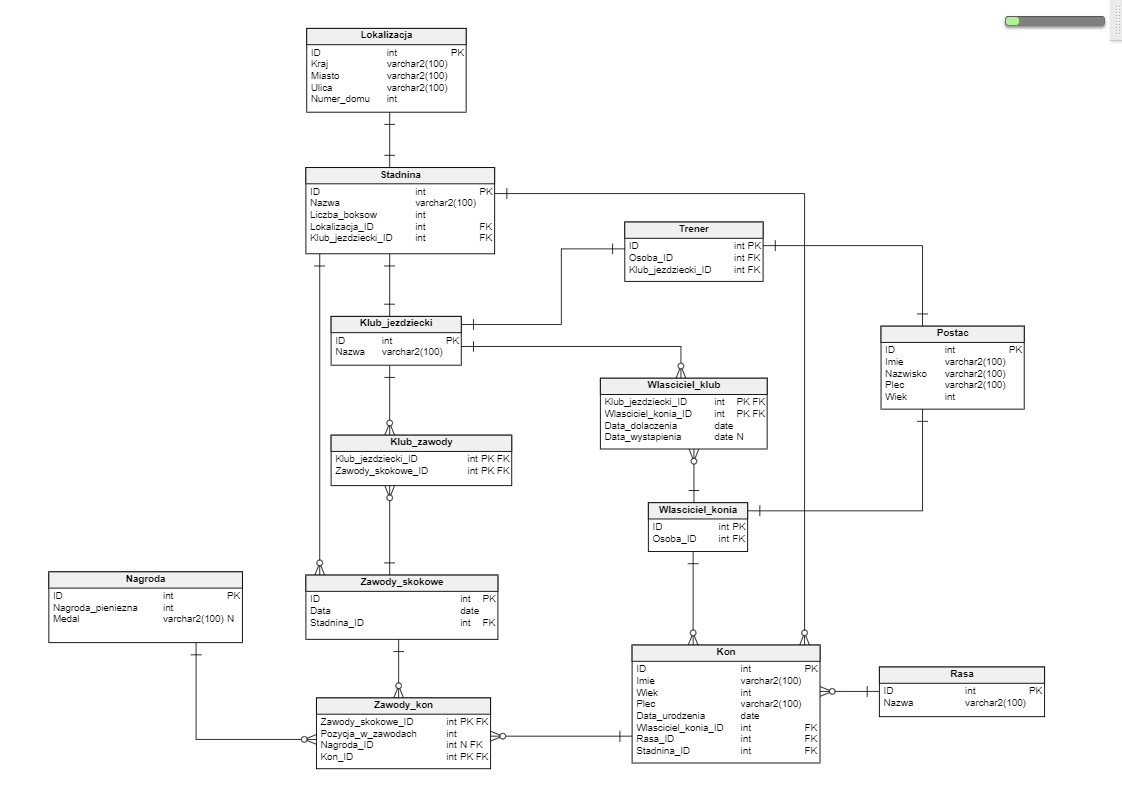 Lokalizacja
ID int PK
Kraj varchar2(100)
Miasto varchar2(100)
Ulica varchar2(100)
Numer_domu int
Stadnina
ID int PK
Nazwa varchar2(100)
Liczba_boksow int
Lokalizacja_ID int FK
Klub_jezdziecki_ID int FK
Trener
ID int PK
Osoba_ID int FK
Klub_jezdziecki_ID int FK
Klub_jezdziecki
ID int PK
Nazwa varchar2(100)
Postac
ID int PK
Imie varchar2(100)
Nazwisko varchar2(100)
Plec varchar2(100)
Wiek int
Wlasciciel_klub
Klub_jezdziecki_ID int PK FK
Wlasciciel_konia_ID int PK FK
Data_dolaczenia date
Data_wystapienia date N
Klub_zawody
Klub_jezdziecki_ID int PK FK
Zawody_skokowe_ID int PK FK
Wlasciciel_konia
ID int PK
Osoba_ID int FK
Nagroda
ID int PK
Nagroda_pieniezna int
Medal varchar2(100) N
Zawody_skokowe
ID int PK
Data date
Stadnina_ID int FK
Kon
ID int PK
Imie varchar2(100)
Wiek int
Plec varchar2(100)
Data_urodzenia date
Wlasciciel_konia_ID int FK
Rasa_ID int FK
Stadnina_ID int FK
Rasa
ID int PK
Nazwa varchar2(100)
Zawody_kon
Zawody_skokowe_ID int PK FK
Pozycja_w_zawodach int
Nagroda_ID int N FK
Kon_ID int PK FK